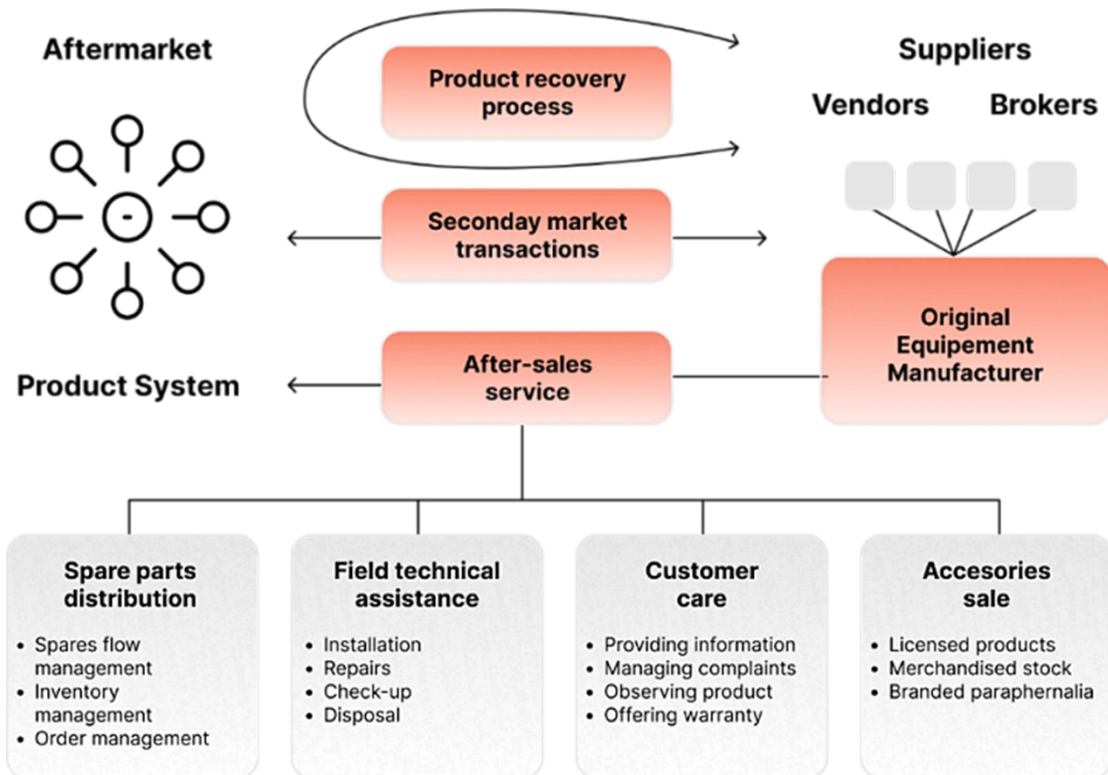 Aftermarket
Product recovery
process
Suppliers
Vendors
Brokers
Seconday market
transactions
Original
Equipement
Manufacturer
Product System
After-sales
service
Spare parts
distribution
• Spares flow
management
• Inventory
management
• Order management
Field technical
assistance
• Installation
• Repairs
• Check-up
• Disposal
Customer
care
• Providing information
• Managing complaints
• Observing product
• Offering warranty
Accesories
sale
• Licensed products
• Merchandised stock
• Branded paraphernalia